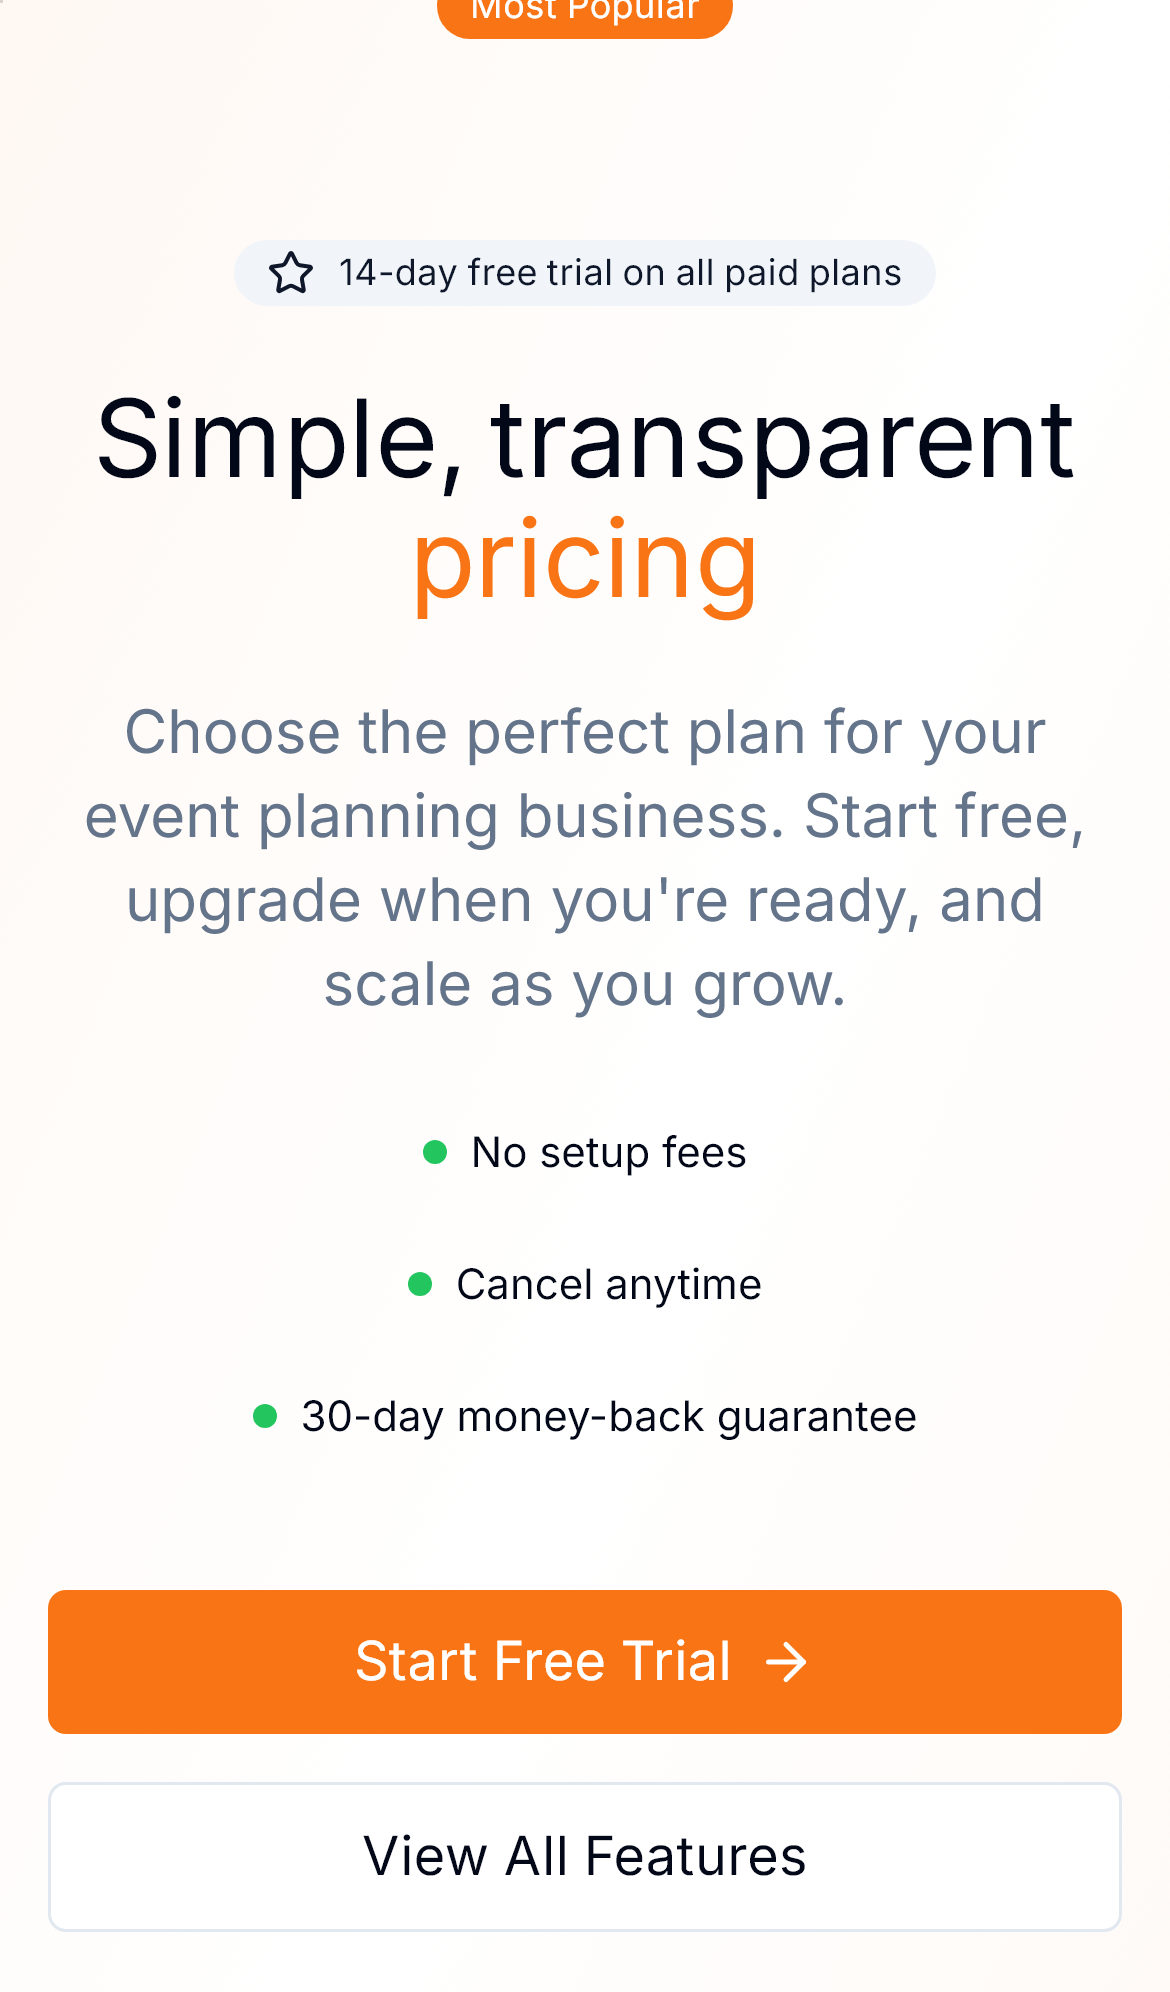 Most Popular
14-day free trial on all paid plans
Simple, transparent
pricing
Choose the perfect plan for your
event planning business. Start free,
upgrade when you're ready, and
scale as you grow.
No setup fees
Cancel anytime
30-day money-back guarantee
Start Free Trial →
View All Features